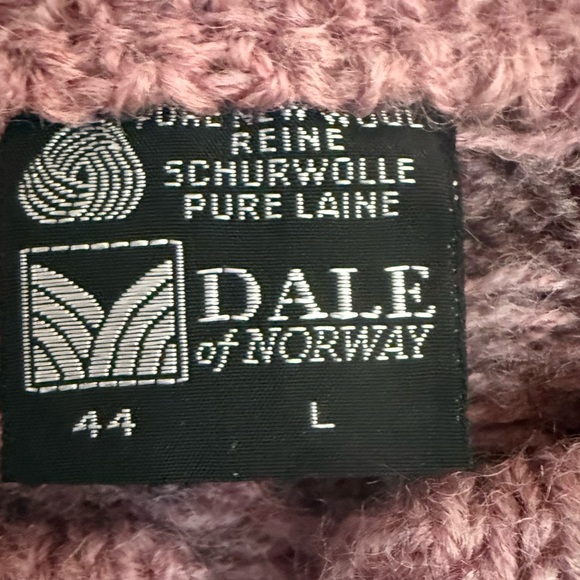 PURE NEW WOOL
REINE
SCHURWOLLE
PURE LAINE
DALE
of NORWAY
44 L